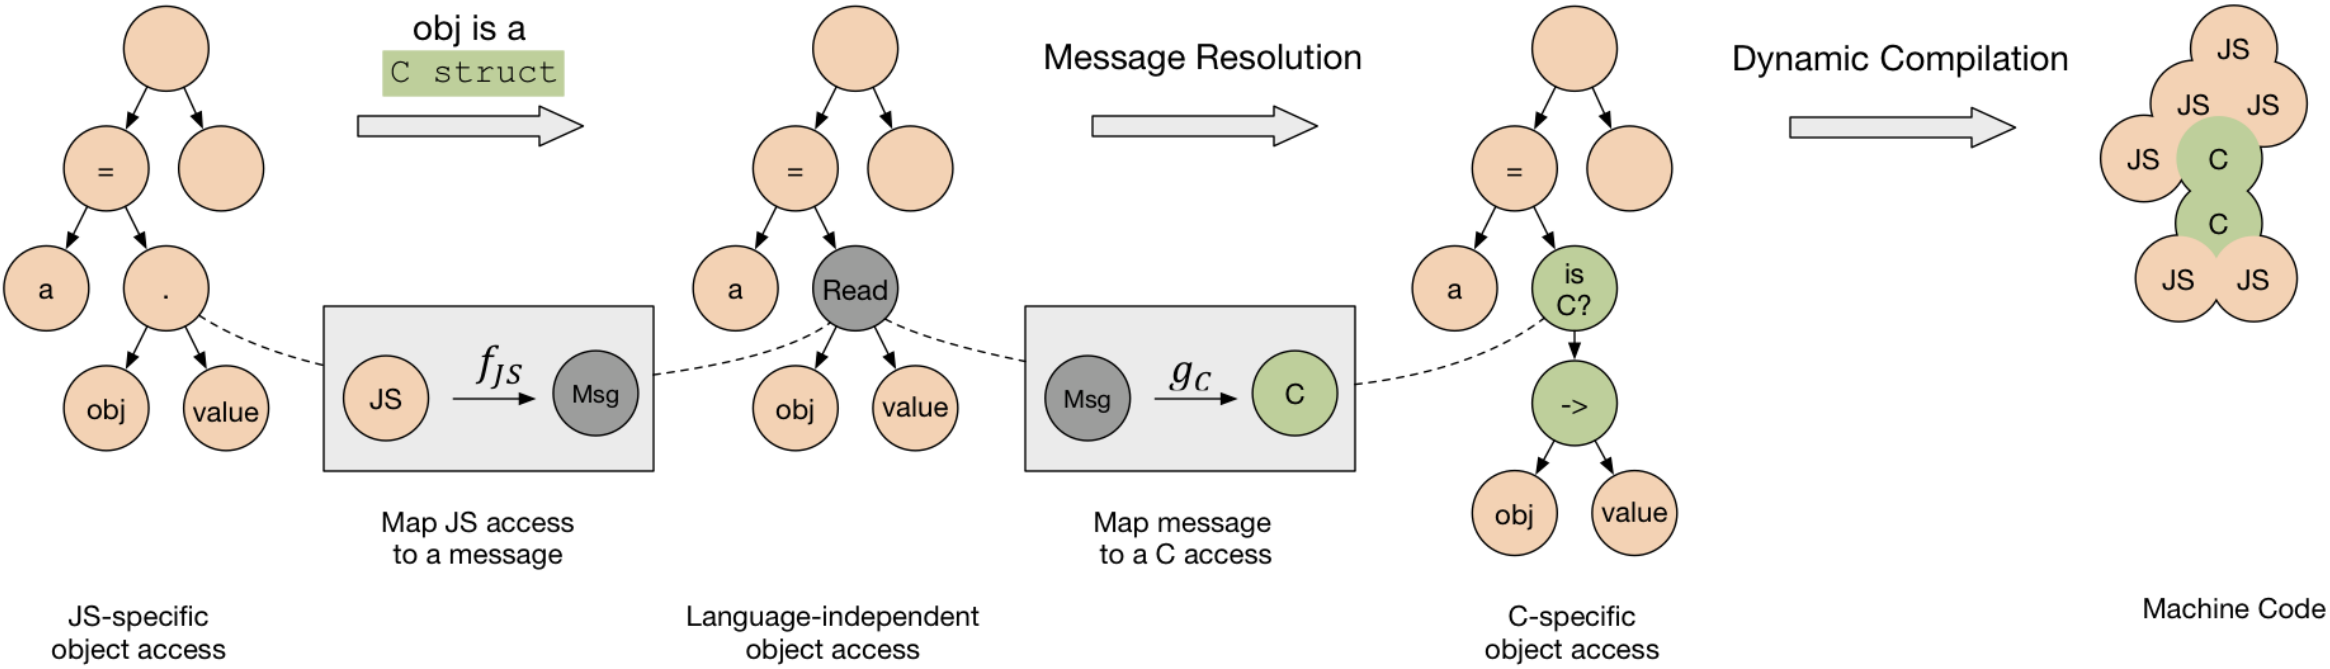 obj is a
C struct
Message Resolution
Dynamic Compilation
=
a
.
obj
value
JS
f_JS
Msg
Map JS access
to a message
JS-specific
object access
=
a
Read
obj
value
Msg
g_C
C
Map message
to a C access
Language-independent
object access
=
a
is
C?
->
obj
value
C-specific
object access
JS
JS JS
JS C
C
JS JS
Machine Code